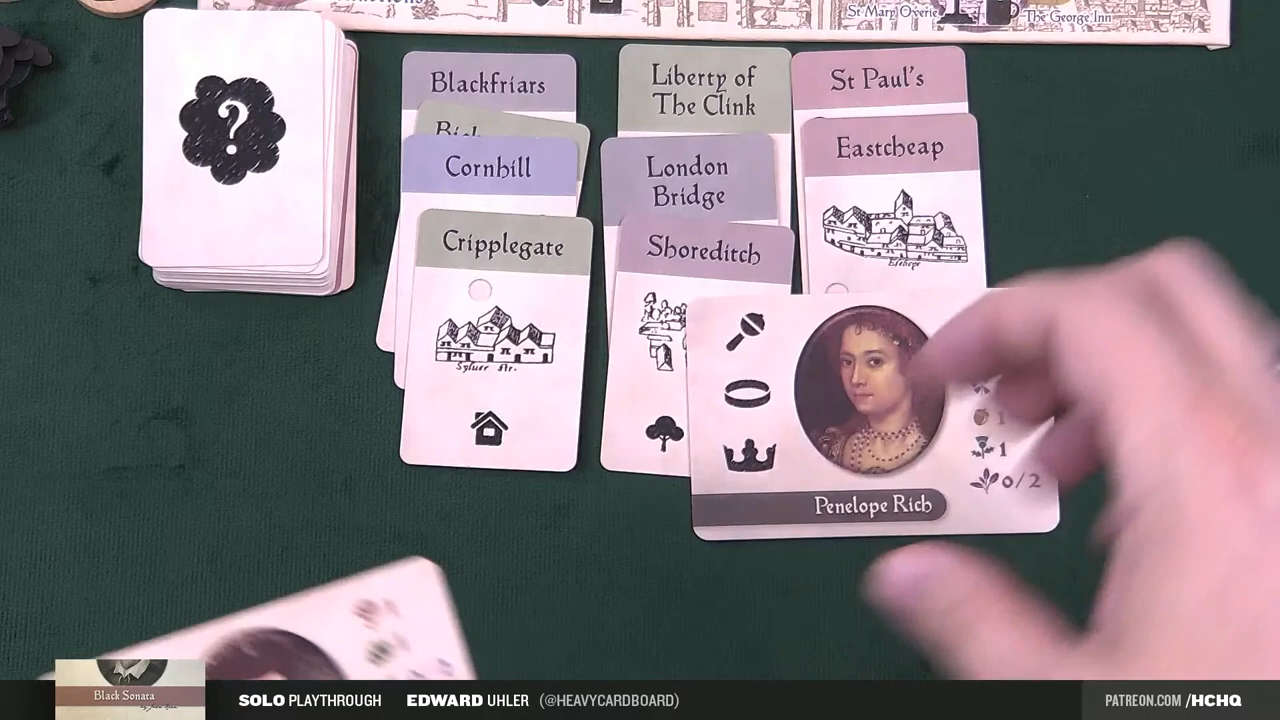 St Mary Overie
The George Inn
?
Blackfriars
Liberty of
The Clink
St Paul's
Cornhill
London
Bridge
Eastcheap
Cripplegate
Shoreditch
1
1
0/2
Penelope Rich
Black Sonata
SOLO PLAYTHROUGH
EDWARD UHLER (@HEAVYCARDBOARD)
PATREON.COM/HCHQ